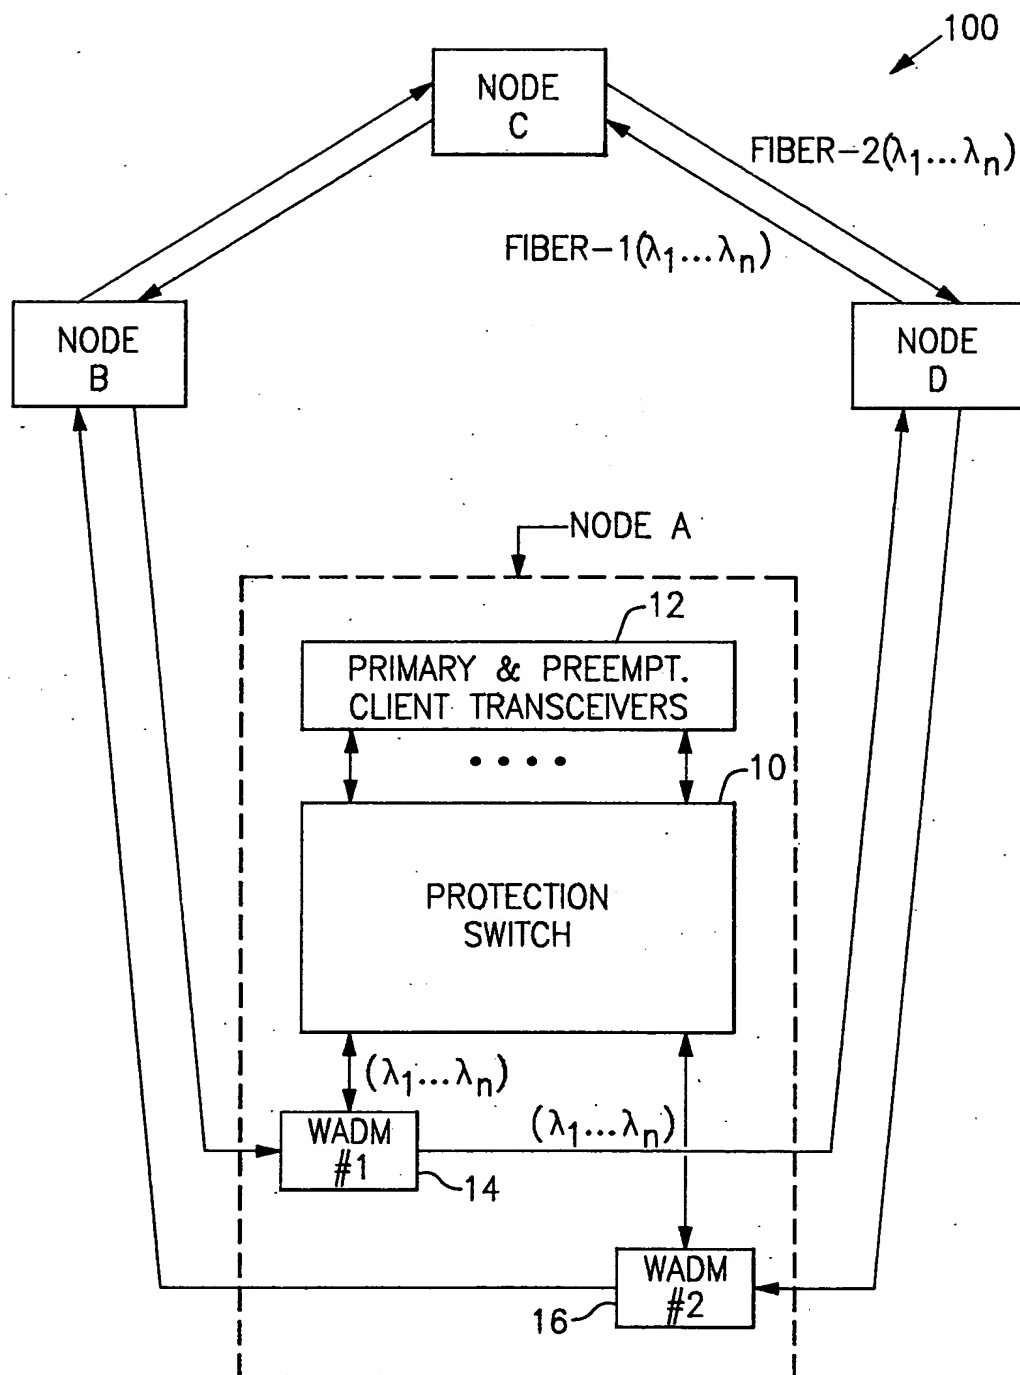 100
NODE
C
FIBER-2(λ1...λn)
FIBER-1(λ1...λn)
NODE
B
NODE
D
NODE A
12
PRIMARY & PREEMPT.
CLIENT TRANSCEIVERS
10
PROTECTION
SWITCH
(λ1...λn)
(λ1...λn)
WADM
#1
14
WADM
#2
16